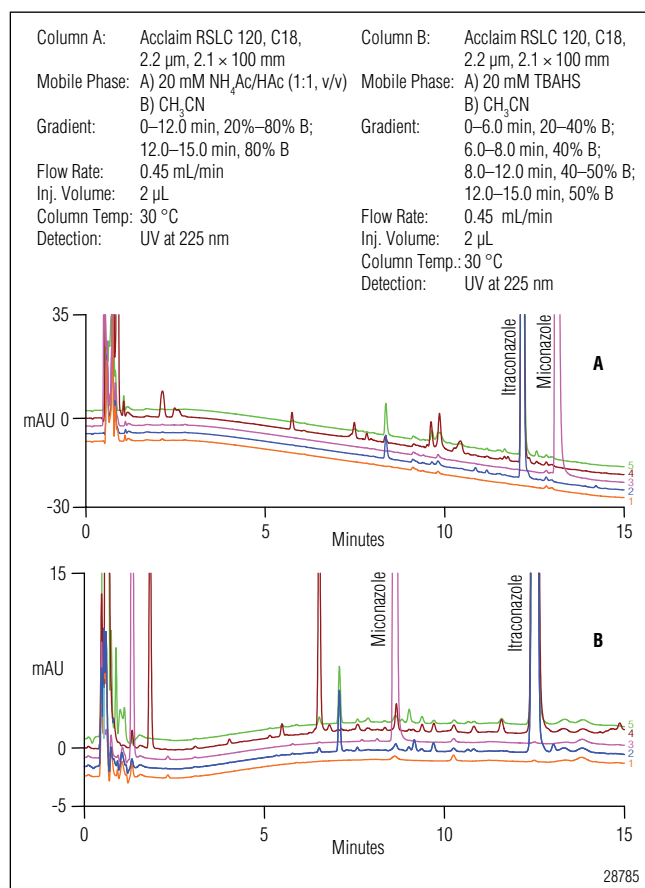 Column A: Acclaim RSLC 120, C18,
2.2 µm, 2.1 × 100 mm
Mobile Phase: A) 20 mM NH4Ac/HAc (1:1, v/v)
B) CH3CN
Gradient: 0–12.0 min, 20%–80% B;
12.0–15.0 min, 80% B
Flow Rate: 0.45 mL/min
Inj. Volume: 2 µL
Column Temp: 30 °C
Detection: UV at 225 nm
Column B: Acclaim RSLC 120, C18,
2.2 µm, 2.1 × 100 mm
Mobile Phase: A) 20 mM TBAHS
B) CH3CN
Gradient: 0–6.0 min, 20–40% B;
6.0–8.0 min, 40% B;
8.0–12.0 min, 40–50% B;
12.0–15.0 min, 50% B
Flow Rate: 0.45 mL/min
Inj. Volume: 2 µL
Column Temp.: 30 °C
Detection: UV at 225 nm
35
mAU 0
-30
Itraconazole
Miconazole
A
5
4
3
2
1
0 5 10 15
Minutes
15
mAU
0
-5
Miconazole
Itraconazole
B
5
4
3
2
1
0 5 10 15
Minutes
28785